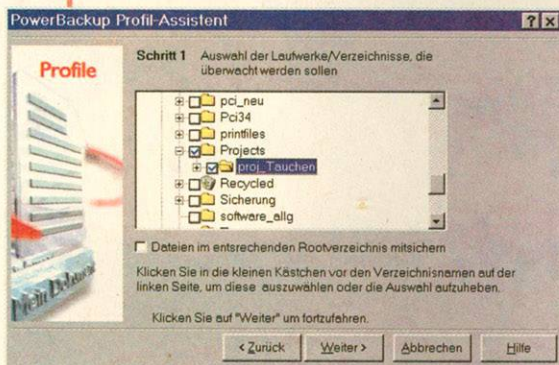 PowerBackup Profil-Assistent
Profile
Schritt 1 Auswahl der Laufwerke/Verzeichnisse, die
überwacht werden sollen
pci_neu
Pci34
printfiles
Projects
proj_Tauchen
Recycled
Sicherung
software_allg
Dateien im entsrechenden Rootverzeichnis mitsichern
Klicken Sie in die kleinen Kästchen vor den Verzeichnisnamen auf der
linken Seite, um diese auszuwählen oder die Auswahl aufzuheben.
Klicken Sie auf "Weiter" um fortzufahren.
< Zurück
Weiter >
Abbrechen
Hilfe